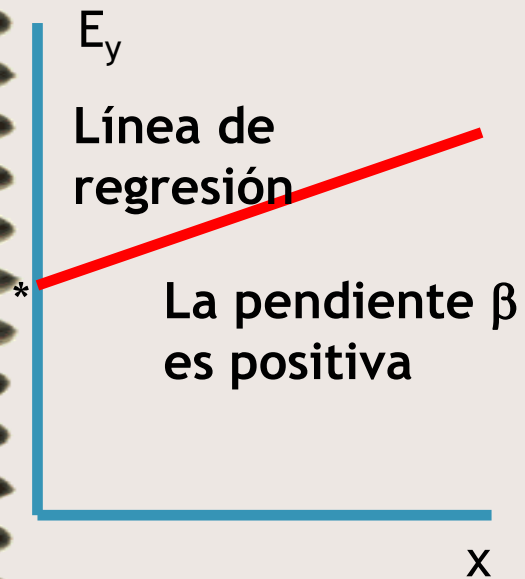 Ey
Línea de
regresión
*
La pendiente β
es positiva
x